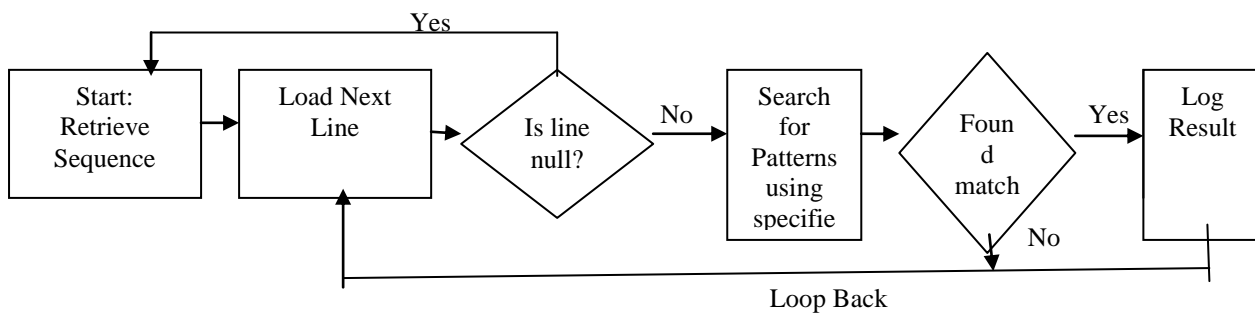 Yes
Start:
Retrieve
Sequence
Load Next
Line
Is line
null?
No
Search
for
Patterns
using
specifie
Foun
d
match
Yes
Log
Result
No
Loop Back